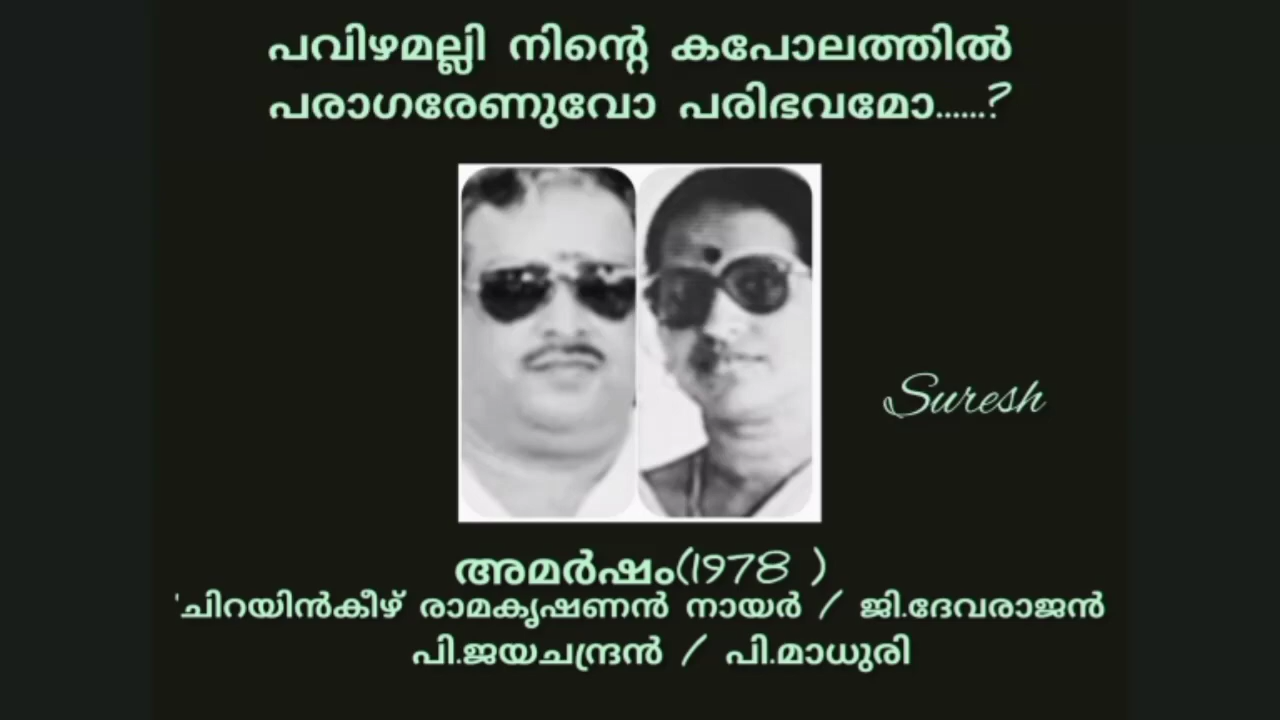 പവിഴമല്ലി നിന്റെ കപോലത്തിൽ
പരാഗരേണുവോ പരിഭവമോ......?
Suresh
അമർഷം(1978 )
'ചിറയിൻകീഴ് രാമകൃഷണൻ നായർ / ജി.ദേവരാജൻ
പി.ജയചന്ദ്രൻ / പി.മാധുരി